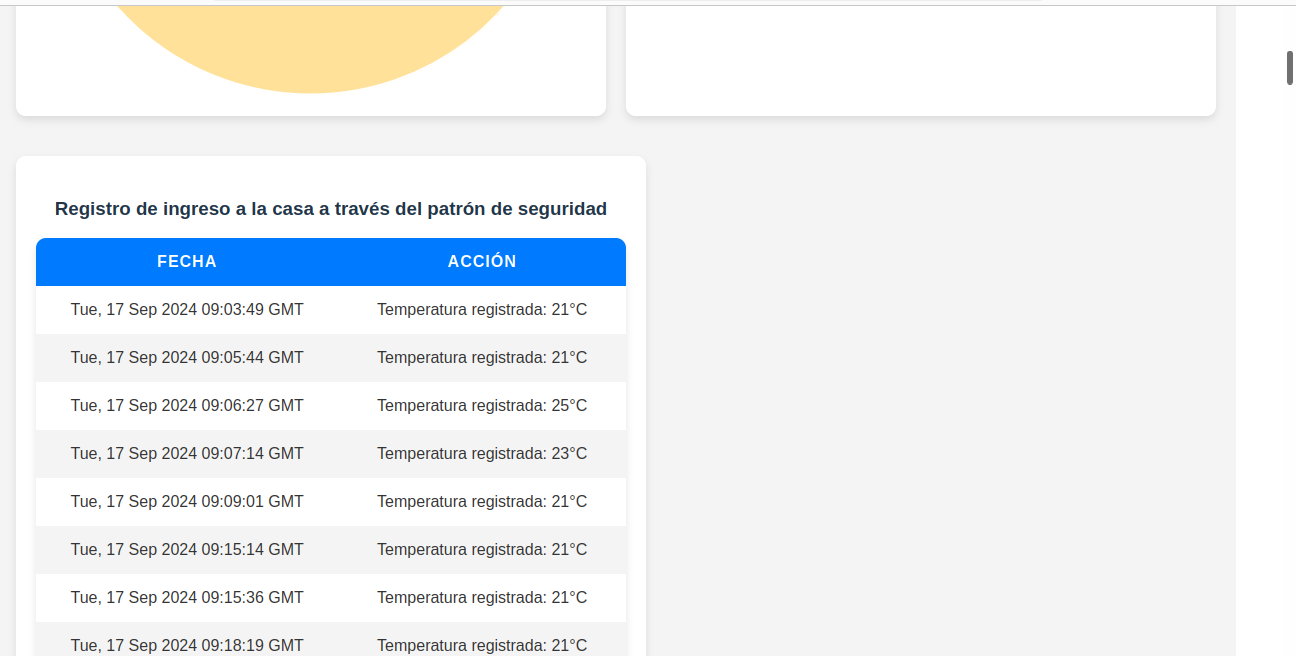 Registro de ingreso a la casa a través del patrón de seguridad
FECHA ACCIÓN
Tue, 17 Sep 2024 09:03:49 GMT Temperatura registrada: 21°C
Tue, 17 Sep 2024 09:05:44 GMT Temperatura registrada: 21°C
Tue, 17 Sep 2024 09:06:27 GMT Temperatura registrada: 25°C
Tue, 17 Sep 2024 09:07:14 GMT Temperatura registrada: 23°C
Tue, 17 Sep 2024 09:09:01 GMT Temperatura registrada: 21°C
Tue, 17 Sep 2024 09:15:14 GMT Temperatura registrada: 21°C
Tue, 17 Sep 2024 09:15:36 GMT Temperatura registrada: 21°C
Tue, 17 Sep 2024 09:18:19 GMT Temperatura registrada: 21°C